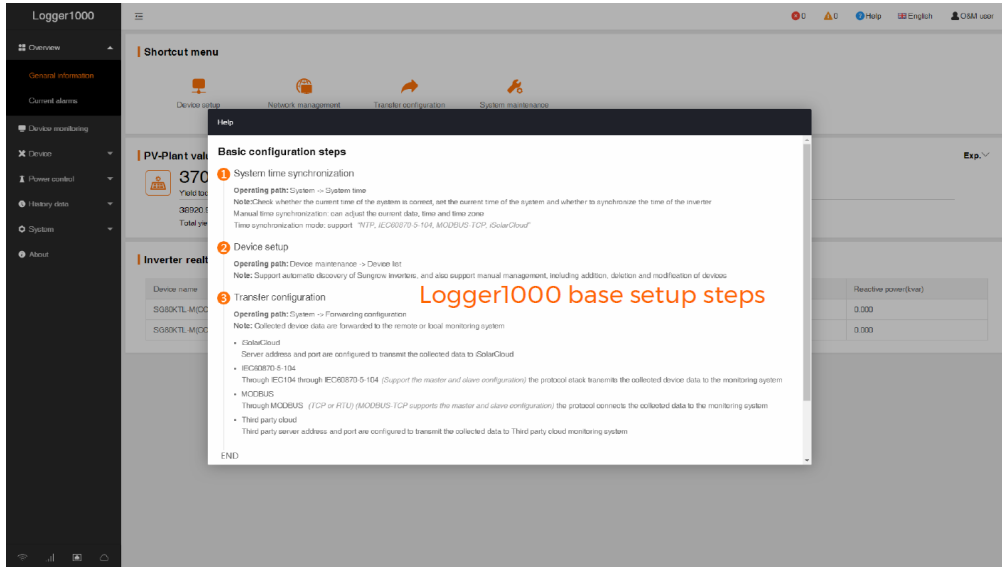 Logger1000
0
0
Help
English
O&M user
Overview
General information
Current alarms
Device monitoring
Device
Power control
History data
System
About
Shortcut menu
Device setup
Network management
Transfer configuration
System maintenance
PV-Plant valu
Exp.
370
Yield tod
38920.9
Total yie
Inverter realt
Device name
Reactive power(kvar)
SG80KTL-M(CO
0.000
SG80KTL-M(CO
0.000
Help
Basic configuration steps
1 System time synchronization
Operating path: System -> System time
Note:Check whether the current time of the system is correct, set the current time of the system and whether to synchronize the time of the inverter
Manual time synchronization: can adjust the current date, time and time zone
Time synchronization mode: support "NTP, IEC60870-5-104, MODBUS-TCP, iSolarCloud"
2 Device setup
Operating path: Device maintenance -> Device list
Note: Support automatic discovery of Sungrow inverters, and also support manual management, including addition, deletion and modification of devices
Logger1000 base setup steps
3 Transfer configuration
Operating path: System -> Forwarding configuration
Note: Collected device data are forwarded to the remote or local monitoring system
• iSolarCloud
Server address and port are configured to transmit the collected data to iSolarCloud
• IEC60870-5-104
Through IEC104 through IEC60870-5-104 (Support the master and slave configuration) the protocol stack transmits the collected device data to the monitoring system
• MODBUS
Through MODBUS (TCP or RTU) (MODBUS-TCP supports the master and slave configuration) the protocol connects the collected data to the monitoring system
• Third party cloud
Third party server address and port are configured to transmit the collected data to Third party cloud monitoring system
END